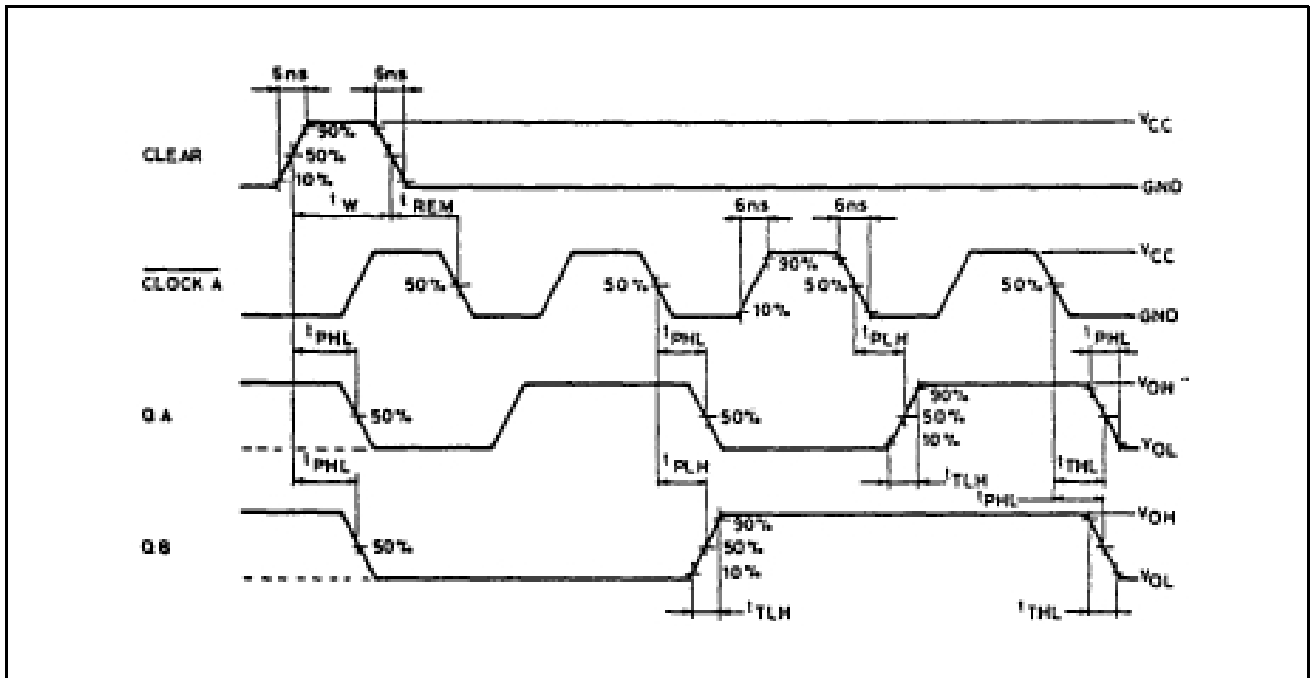 6ns 6ns
90% VCC
CLEAR 50%
10% GND
tW tREM 6ns 6ns
90% VCC
CLOCK A 50% 50% 50% 50%
10% GND
tPHL tPHL tPLH tPHL
90% VOH
QA 50% 50% 50%
10% VOL
tPHL tPLH tTLH tTHL
tPHL
90% VOH
QB 50% 50%
10% VOL
tTLH tTHL